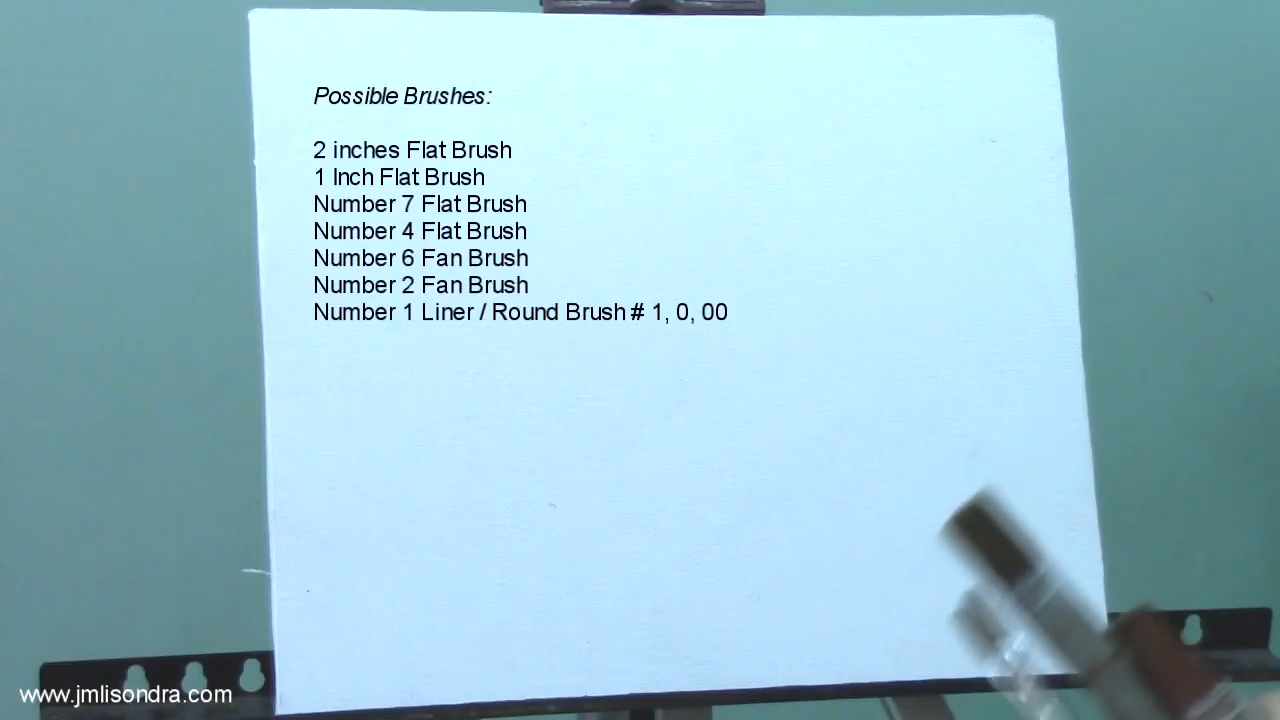 Possible Brushes:
2 inches Flat Brush
1 Inch Flat Brush
Number 7 Flat Brush
Number 4 Flat Brush
Number 6 Fan Brush
Number 2 Fan Brush
Number 1 Liner / Round Brush # 1, 0, 00
www.jmlisondra.com